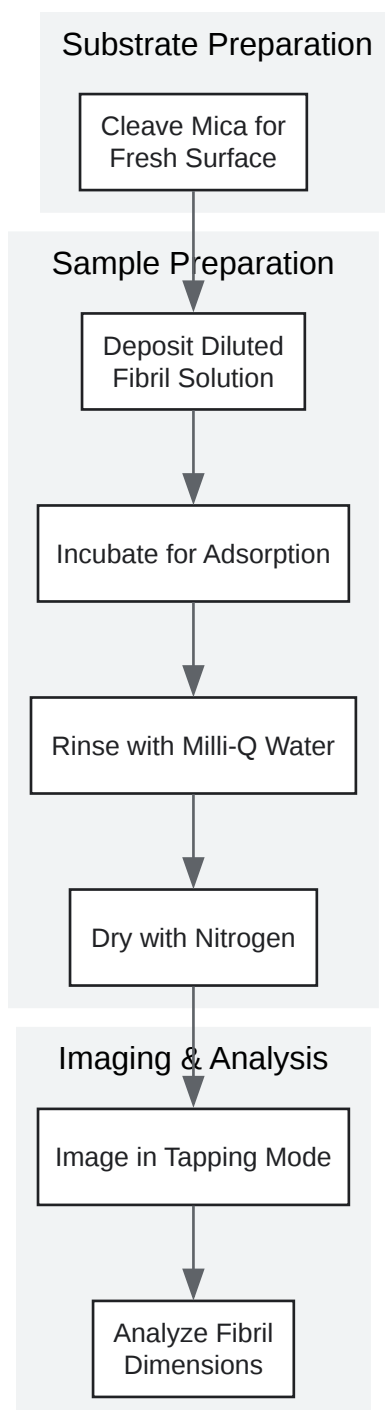 Substrate Preparation
Cleave Mica for
Fresh Surface
Sample Preparation
Deposit Diluted
Fibril Solution
Incubate for Adsorption
Rinse with Milli-Q Water
Dry with Nitrogen
Imaging & Analysis
Image in Tapping Mode
Analyze Fibril
Dimensions